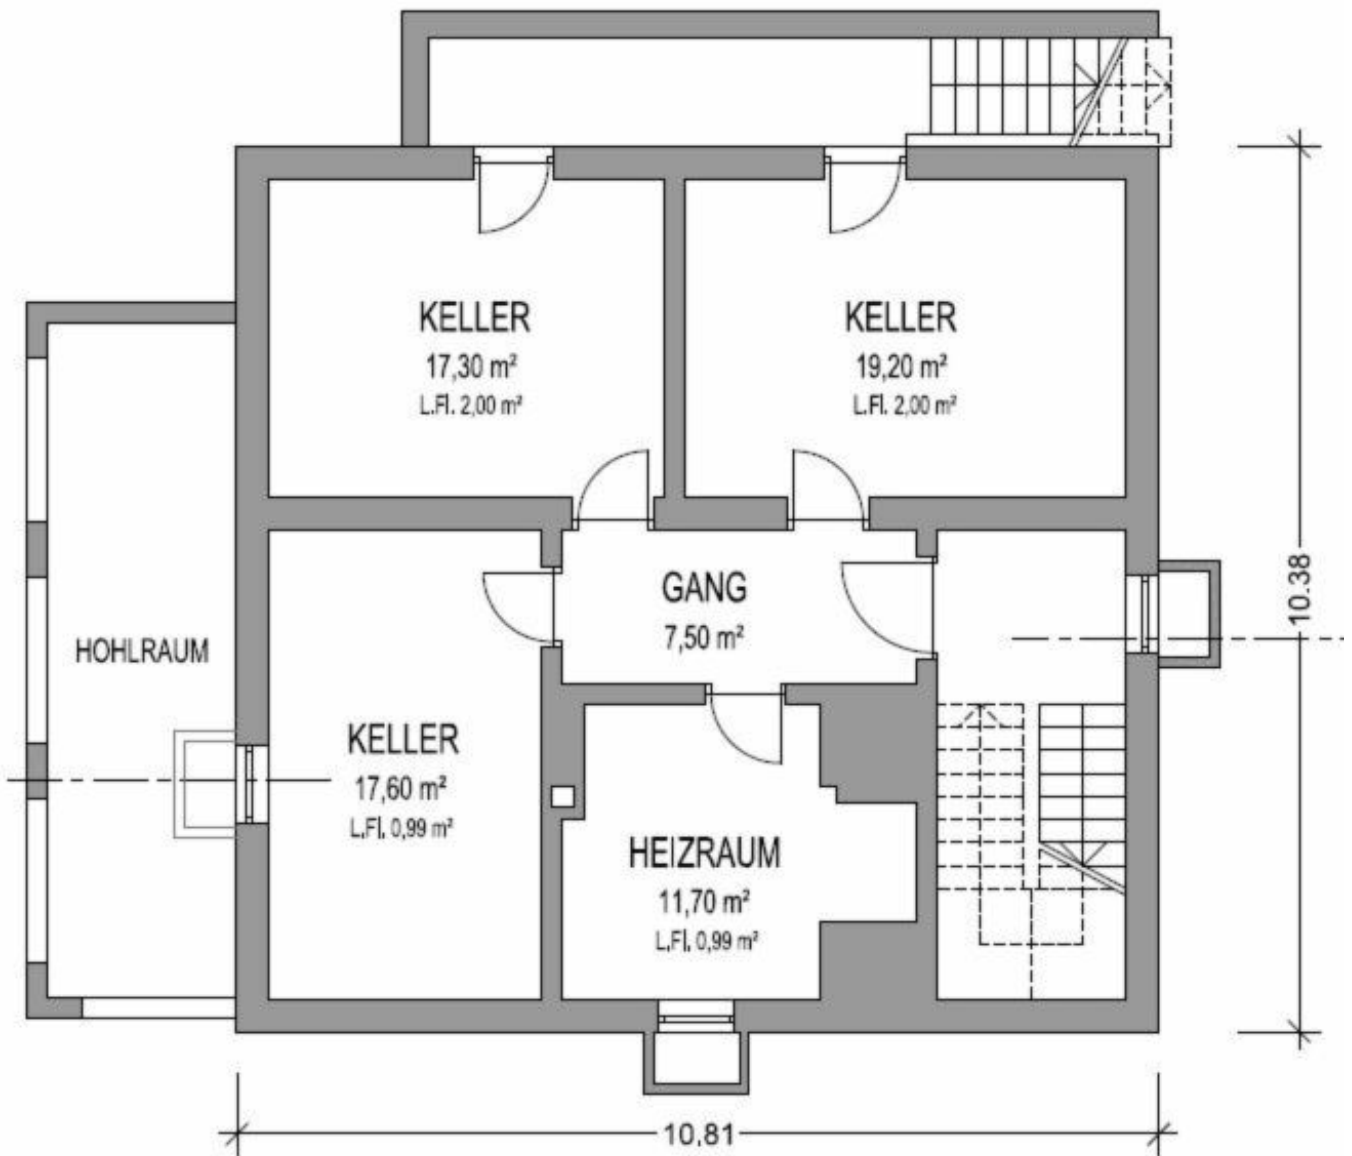 KELLER
17,30 m²
L.Fl. 2,00 m²
KELLER
19,20 m²
L.Fl. 2,00 m²
GANG
7,50 m²
10.38
HOHLRAUM
KELLER
17,60 m²
L.Fl. 0,99 m²
HEIZRAUM
11,70 m²
L.Fl. 0,99 m²
10.81